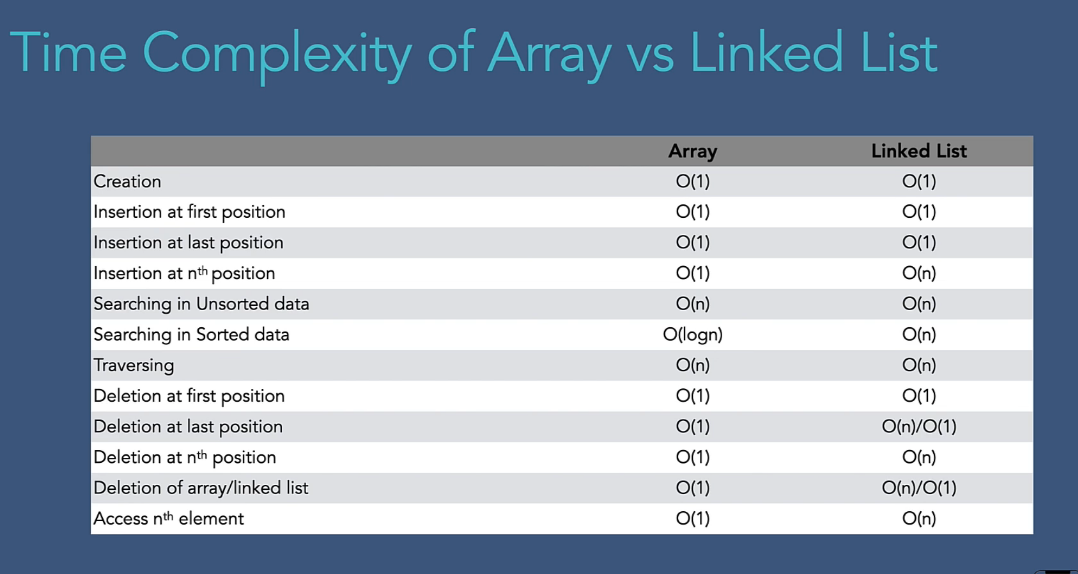 Time Complexity of Array vs Linked List
Array Linked List
Creation O(1) O(1)
Insertion at first position O(1) O(1)
Insertion at last position O(1) O(1)
Insertion at nth position O(1) O(n)
Searching in Unsorted data O(n) O(n)
Searching in Sorted data O(logn) O(n)
Traversing O(n) O(n)
Deletion at first position O(1) O(1)
Deletion at last position O(1) O(n)/O(1)
Deletion at nth position O(1) O(n)
Deletion of array/linked list O(1) O(n)/O(1)
Access nth element O(1) O(n)